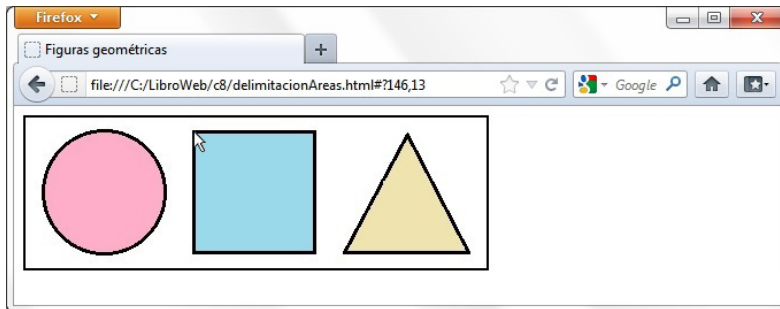 Firefox
Figuras geométricas
file:///C:/LibroWeb/c8/delimitacionAreas.html#?146,13
Google